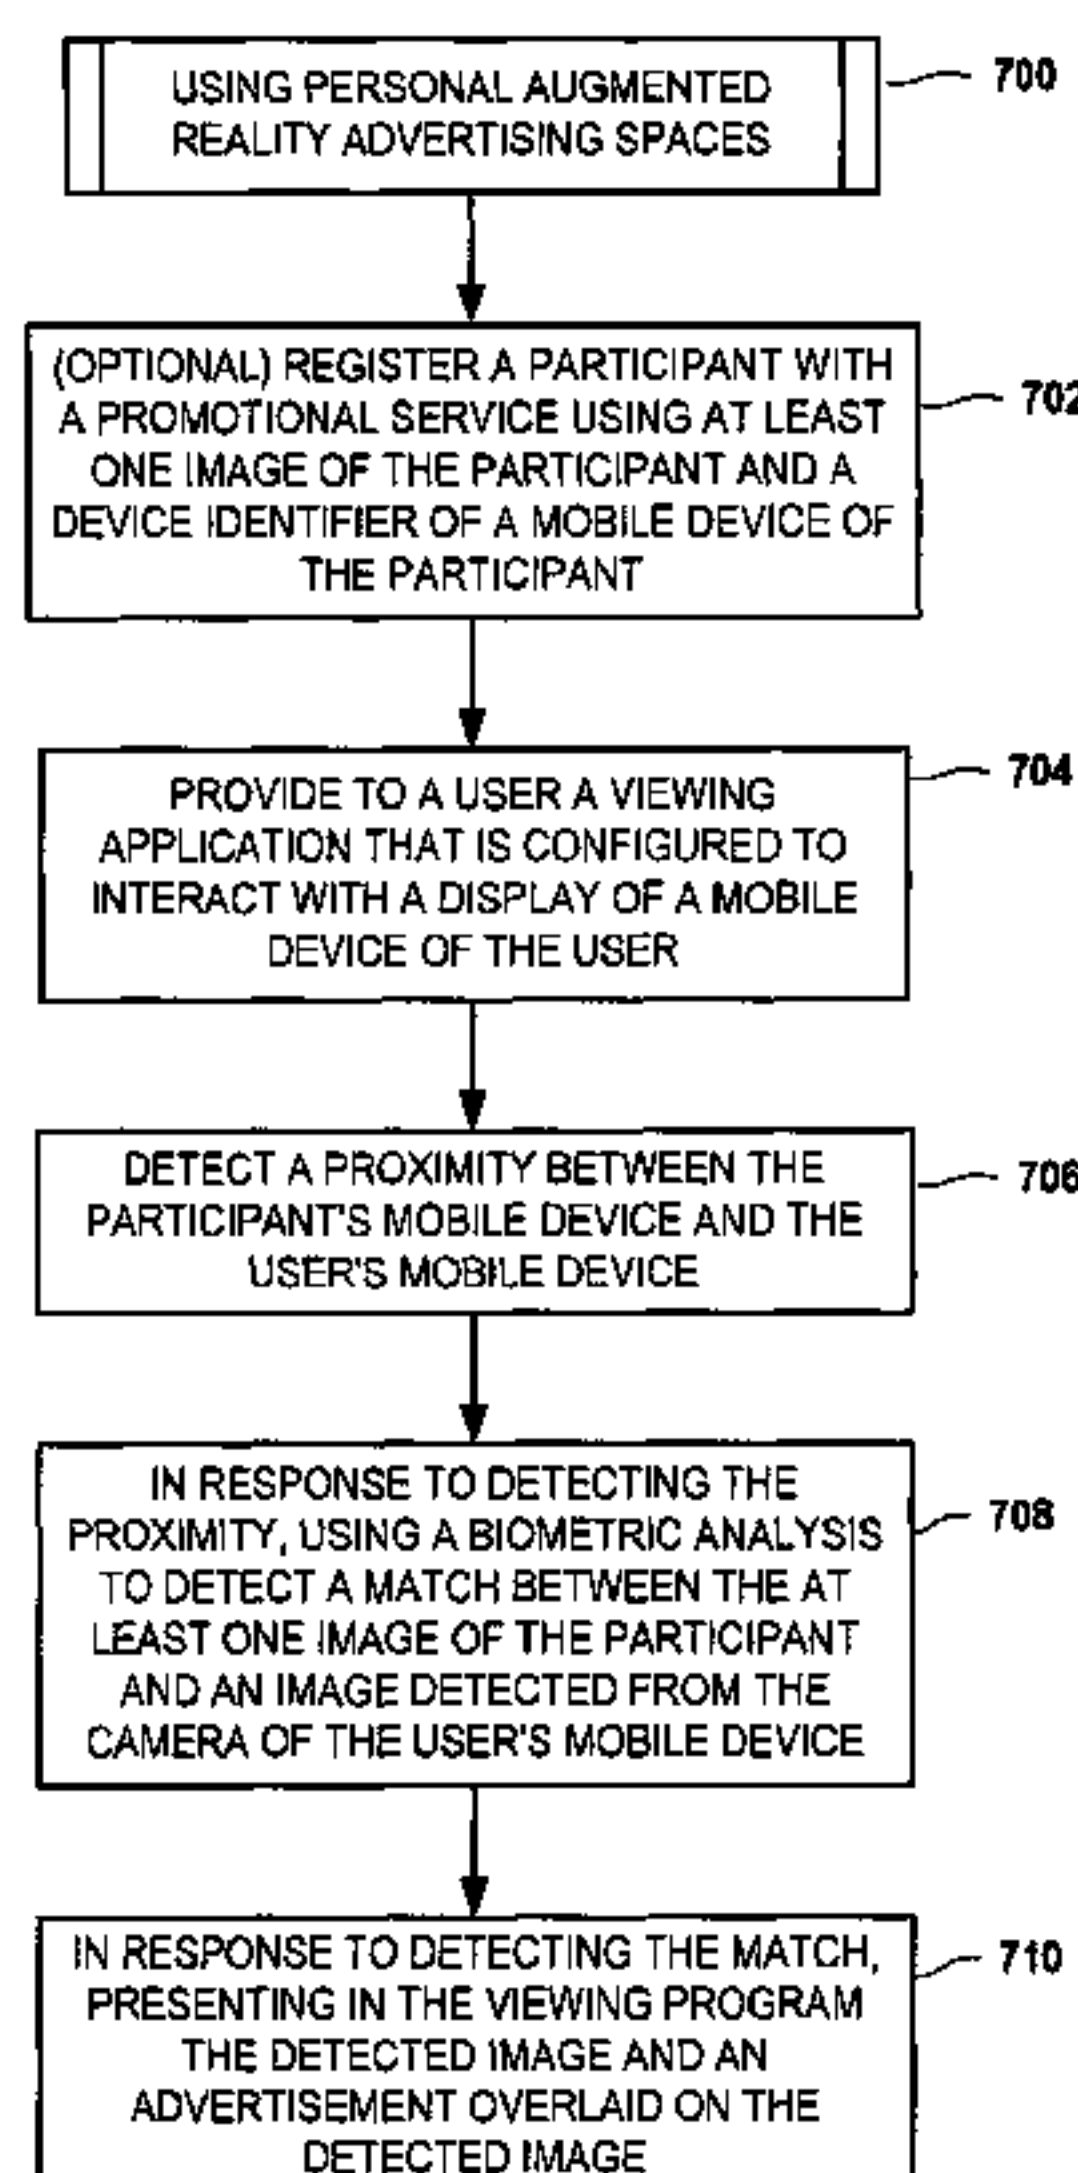 USING PERSONAL AUGMENTED
REALITY ADVERTISING SPACES
700
(OPTIONAL) REGISTER A PARTICIPANT WITH
A PROMOTIONAL SERVICE USING AT LEAST
ONE IMAGE OF THE PARTICIPANT AND A
DEVICE IDENTIFIER OF A MOBILE DEVICE OF
THE PARTICIPANT
702
PROVIDE TO A USER A VIEWING
APPLICATION THAT IS CONFIGURED TO
INTERACT WITH A DISPLAY OF A MOBILE
DEVICE OF THE USER
704
DETECT A PROXIMITY BETWEEN THE
PARTICIPANT'S MOBILE DEVICE AND THE
USER'S MOBILE DEVICE
706
IN RESPONSE TO DETECTING THE
PROXIMITY, USING A BIOMETRIC ANALYSIS
TO DETECT A MATCH BETWEEN THE AT
LEAST ONE IMAGE OF THE PARTICIPANT
AND AN IMAGE DETECTED FROM THE
CAMERA OF THE USER'S MOBILE DEVICE
708
IN RESPONSE TO DETECTING THE MATCH,
PRESENTING IN THE VIEWING PROGRAM
THE DETECTED IMAGE AND AN
ADVERTISEMENT OVERLAID ON THE
DETECTED IMAGE
710